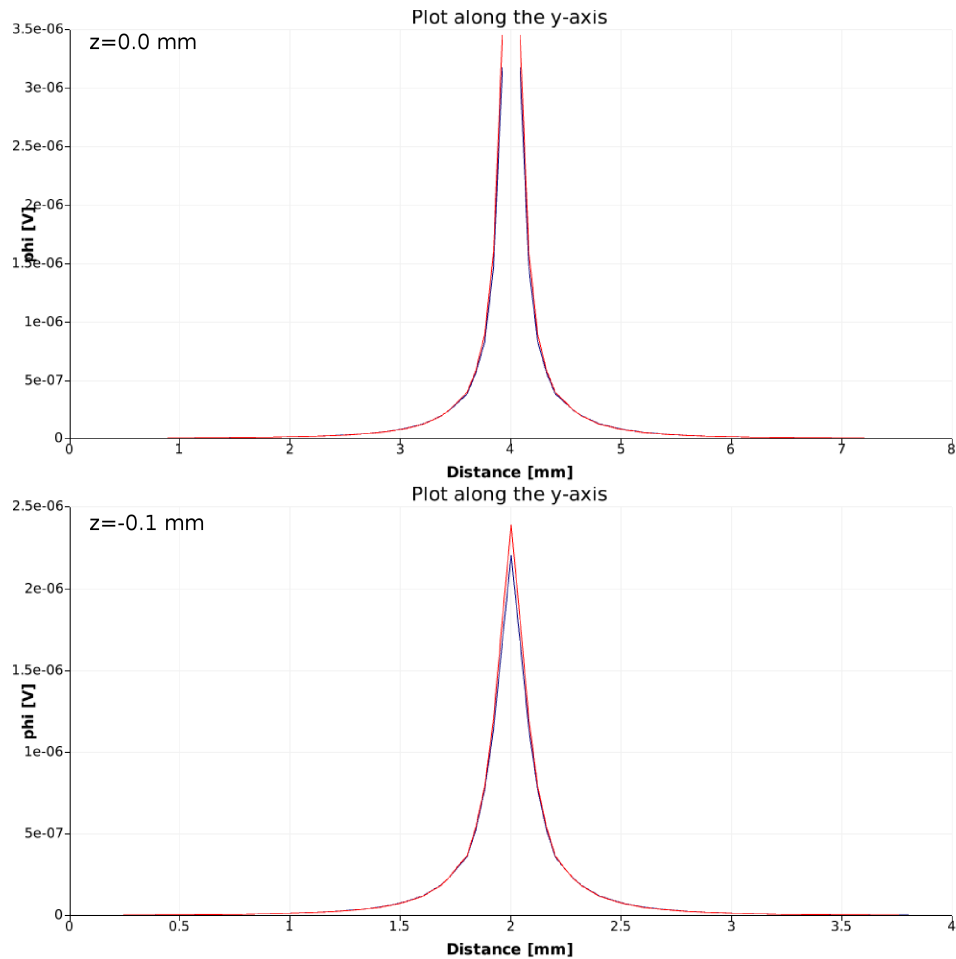 Plot along the y-axis
z=0.0 mm
3.5e-06
3e-06
2.5e-06
2e-06
phi [V]
1.5e-06
1e-06
5e-07
0
0 1 2 3 4 5 6 7 8
Distance [mm]
Plot along the y-axis
z=-0.1 mm
2.5e-06
2e-06
1.5e-06
phi [V]
1e-06
5e-07
0
0 0.5 1 1.5 2 2.5 3 3.5 4
Distance [mm]